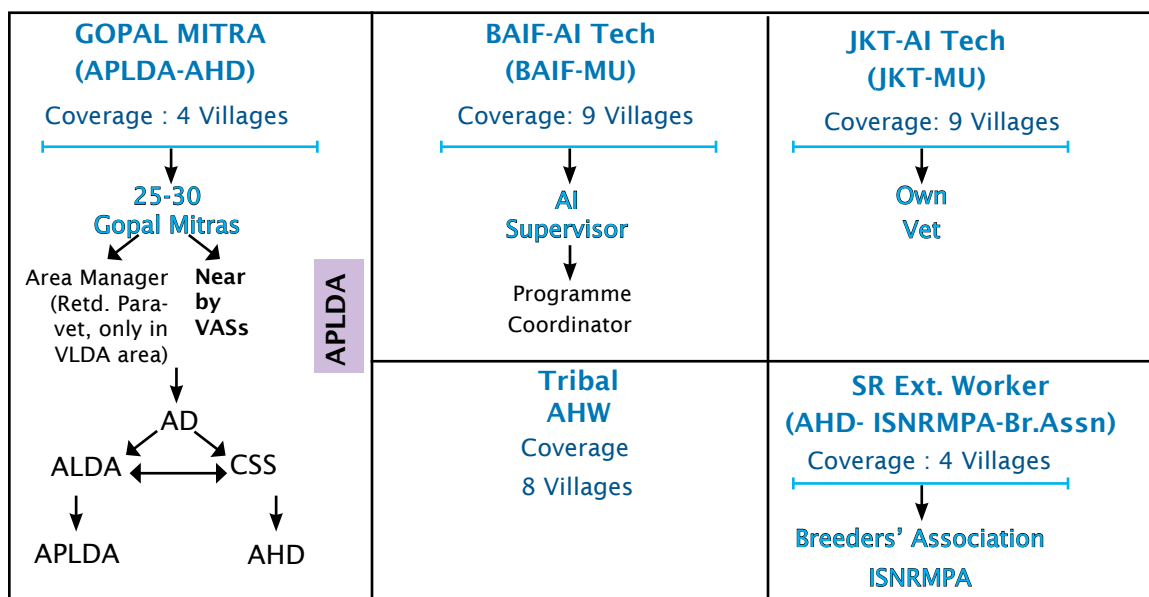 GOPAL MITRA
(APLDA-AHD)
Coverage : 4 Villages
25-30
Gopal Mitras
Area Manager
(Retd. Para-
vet, only in
VLDA area)
Near
by
VASs
AD
ALDA
CSS
APLDA
AHD
APLDA
BAIF-AI Tech
(BAIF-MU)
Coverage: 9 Villages
AI
Supervisor
Programme
Coordinator
JKT-AI Tech
(JKT-MU)
Coverage: 9 Villages
Own
Vet
Tribal
AHW
Coverage
8 Villages
SR Ext. Worker
(AHD- ISNRMPA-Br.Assn)
Coverage : 4 Villages
Breeders’ Association
ISNRMPA